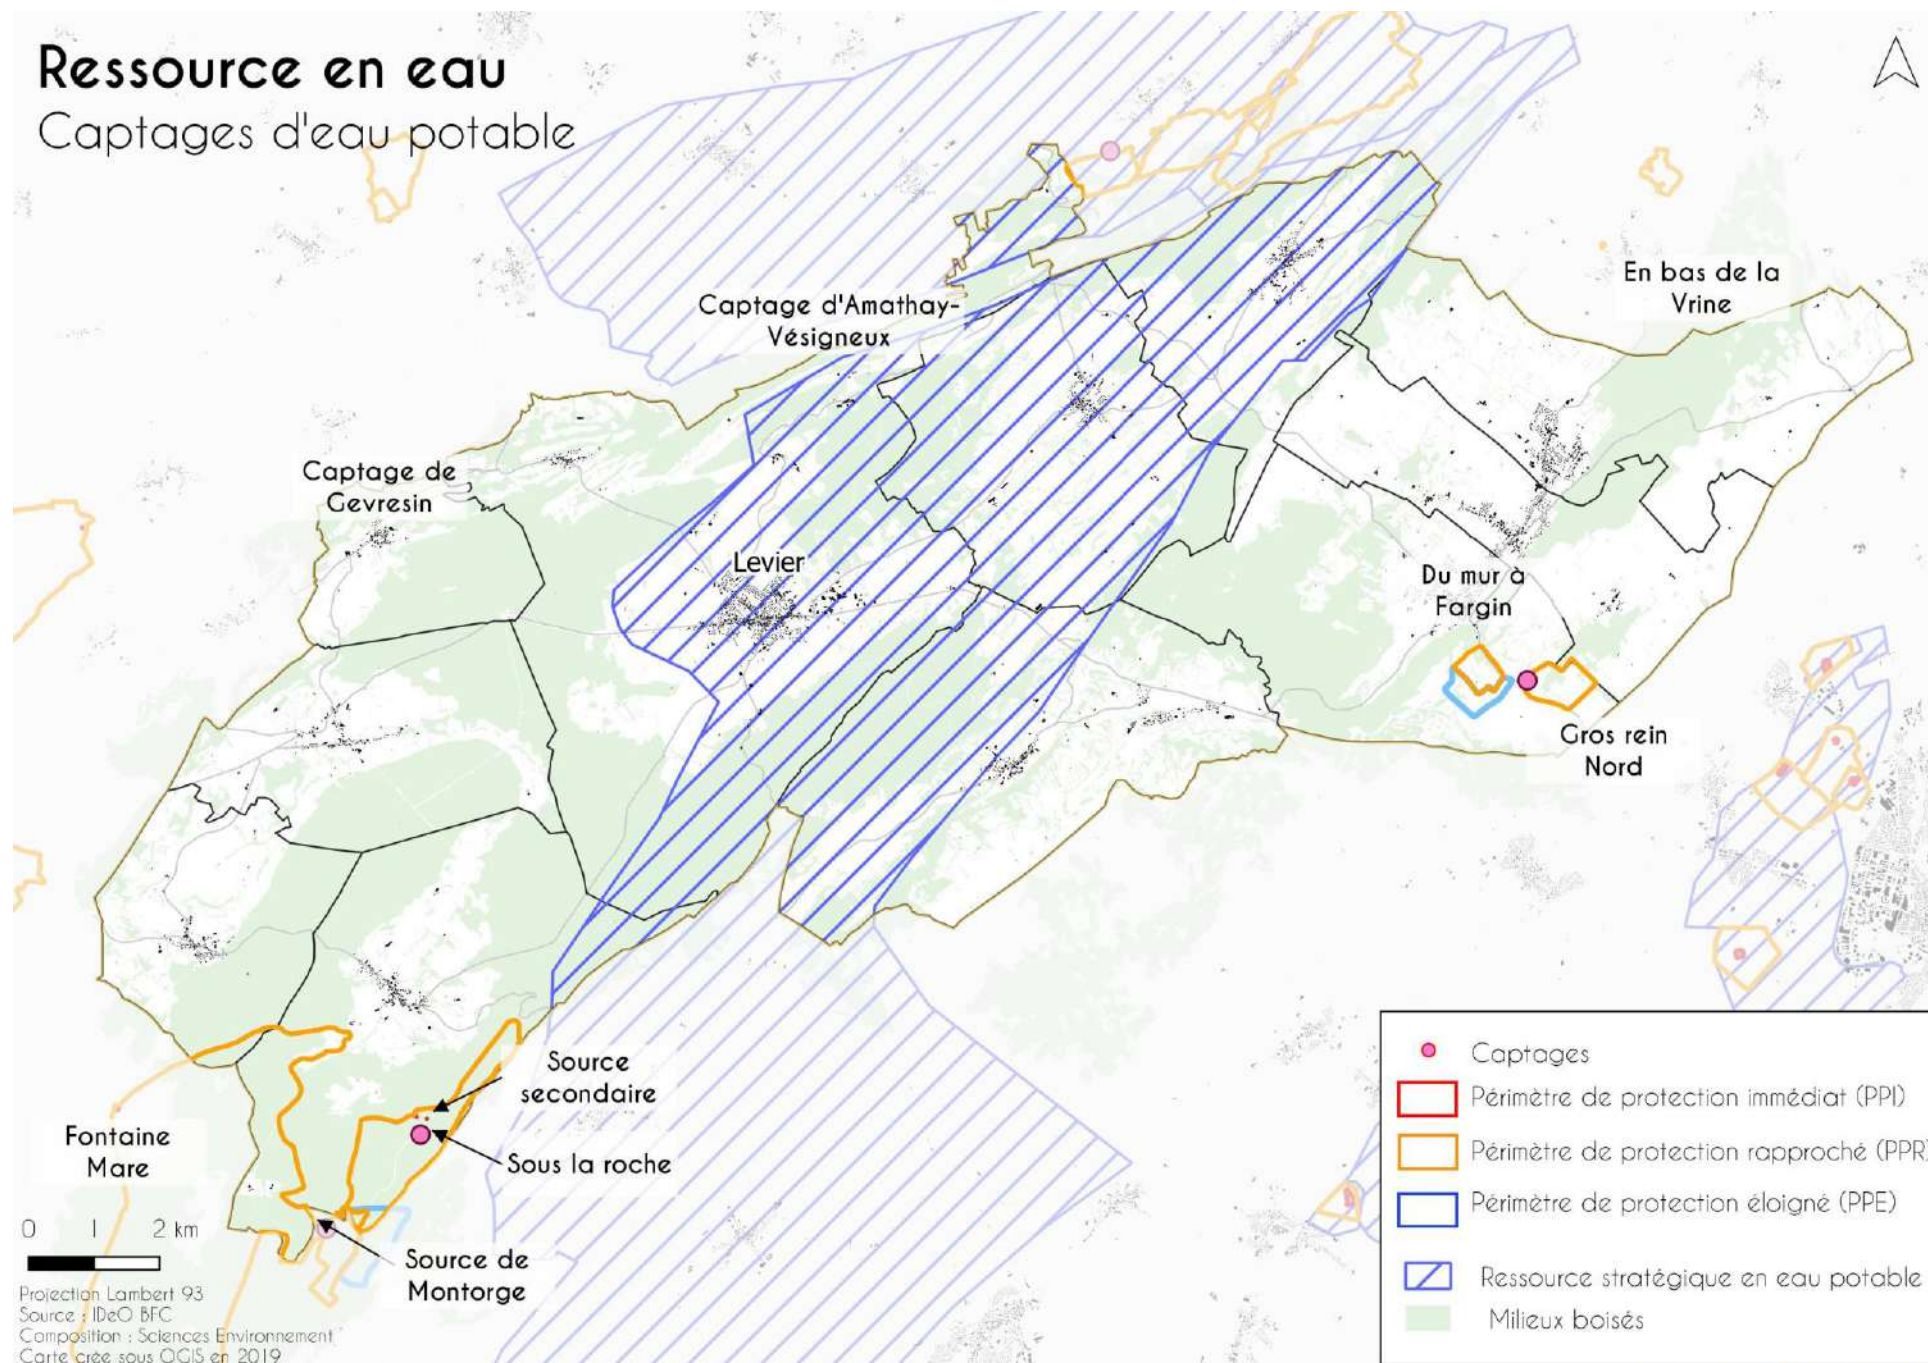 Ressource en eau
Captages d'eau potable
En bas de la
Vrine
Captage d'Amathay-
Vésigneux
Captage de
Gevresin
Levier
Du mur à
Fargin
Gros rein
Nord
Source
secondaire
Fontaine
Mare
Sous la roche
Source de
Montorge
0 1 2 km
Projection Lambert 93
Source : IDeO BFC
Composition : Sciences Environnement
Carte crée sous QGIS en 2019
Captages
Périmètre de protection immédiat (PPI)
Périmètre de protection rapproché (PPR)
Périmètre de protection éloigné (PPE)
Ressource stratégique en eau potable
Milieux boisés